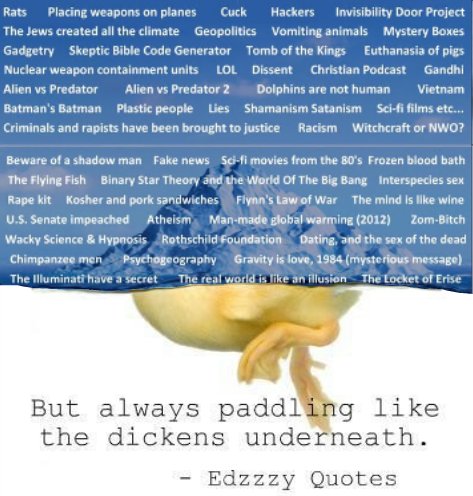 Rats Placing weapons on planes Cuck Hackers Invisibility Door Project
The Jews created all the climate Geopolitics Vomiting animals Mystery Boxes
Gadgetry Skeptic Bible Code Generator Tomb of the Kings Euthanasia of pigs
Nuclear weapon containment units LOL Dissent Christian Podcast Gandhi
Alien vs Predator Alien vs Predator 2 Dolphins are not human Vietnam
Batman's Batman Plastic people Lies Shamanism Satanism Sci-fi films etc...
Criminals and rapists have been brought to justice Racism Witchcraft or NWO?
Beware of a shadow man Fake news Sci-fi movies from the 80's Frozen blood bath
The Flying Fish Binary Star Theory and the World Of The Big Bang Interspecies sex
Rape kit Kosher and pork sandwiches Flynn's Law of War The mind is like wine
U.S. Senate impeached Atheism Man-made global warming (2012) Zom-Bitch
Wacky Science & Hypnosis Rothschild Foundation Dating, and the sex of the dead
Chimpanzee men Psychogeography Gravity is love, 1984 (mysterious message)
The Illuminati have a secret The real world is like an illusion The Locket of Erise
But always paddling like
the dickens underneath.
- Edzzzy Quotes